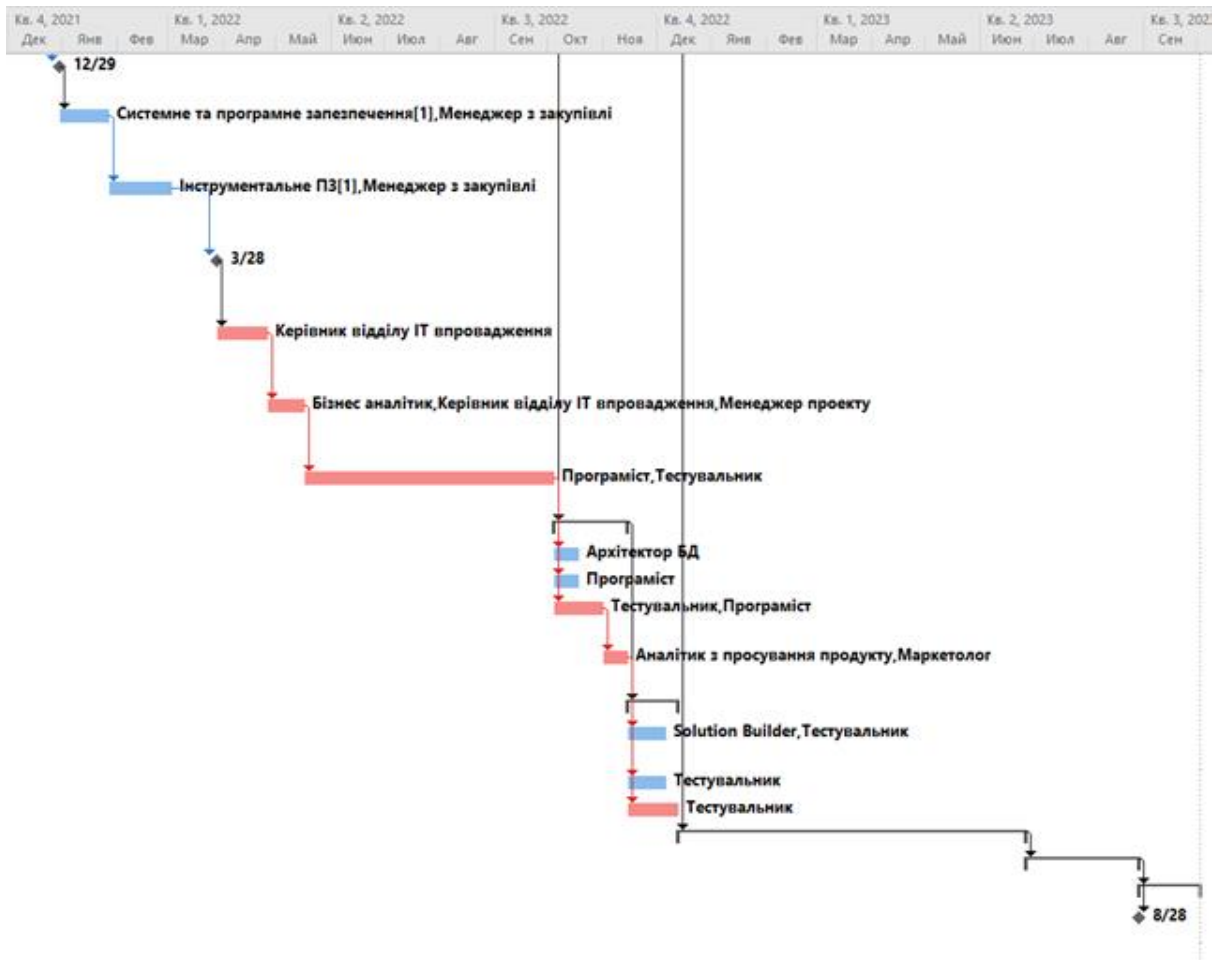 Кв. 4, 2021 Кв. 1, 2022 Кв. 2, 2022 Кв. 3, 2022 Кв. 4, 2022 Кв. 1, 2023 Кв. 2, 2023 Кв. 3, 202
Дек Янв Фев Мар Апр Май Июн Июл Авг Сен Окт Ноя Дек Янв Фев Мар Апр Май Июн Июл Авг Сен
12/29
Системне та програмне запезпечення[1],Менеджер з закупівлі
Інструментальне ПЗ[1],Менеджер з закупівлі
3/28
Керівник відділу ІТ впровадження
Бізнес аналітик,Керівник відділу ІТ впровадження,Менеджер проекту
Програміст,Тестувальник
Архітектор БД
Програміст
Тестувальник,Програміст
Аналітик з просування продукту,Маркетолог
Solution Builder,Тестувальник
Тестувальник
Тестувальник
8/28